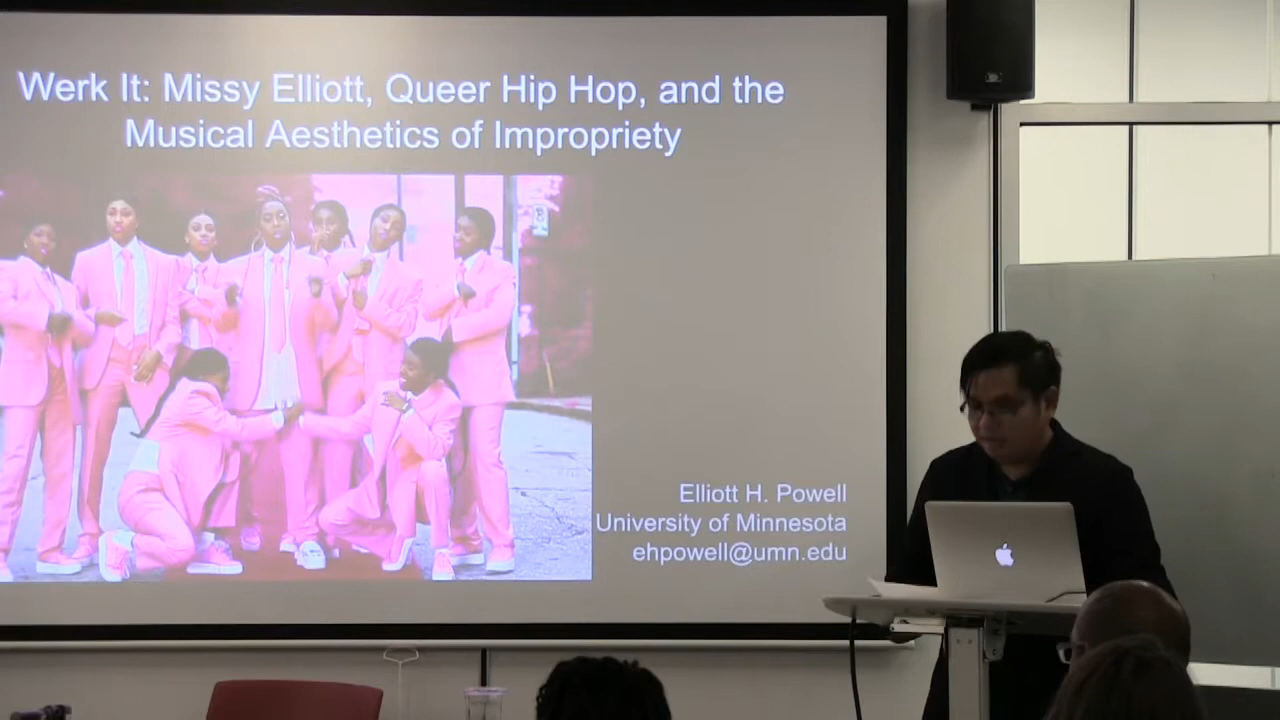 Werk It: Missy Elliott, Queer Hip Hop, and the
Musical Aesthetics of Impropriety
Elliott H. Powell
University of Minnesota
ehpowell@umn.edu